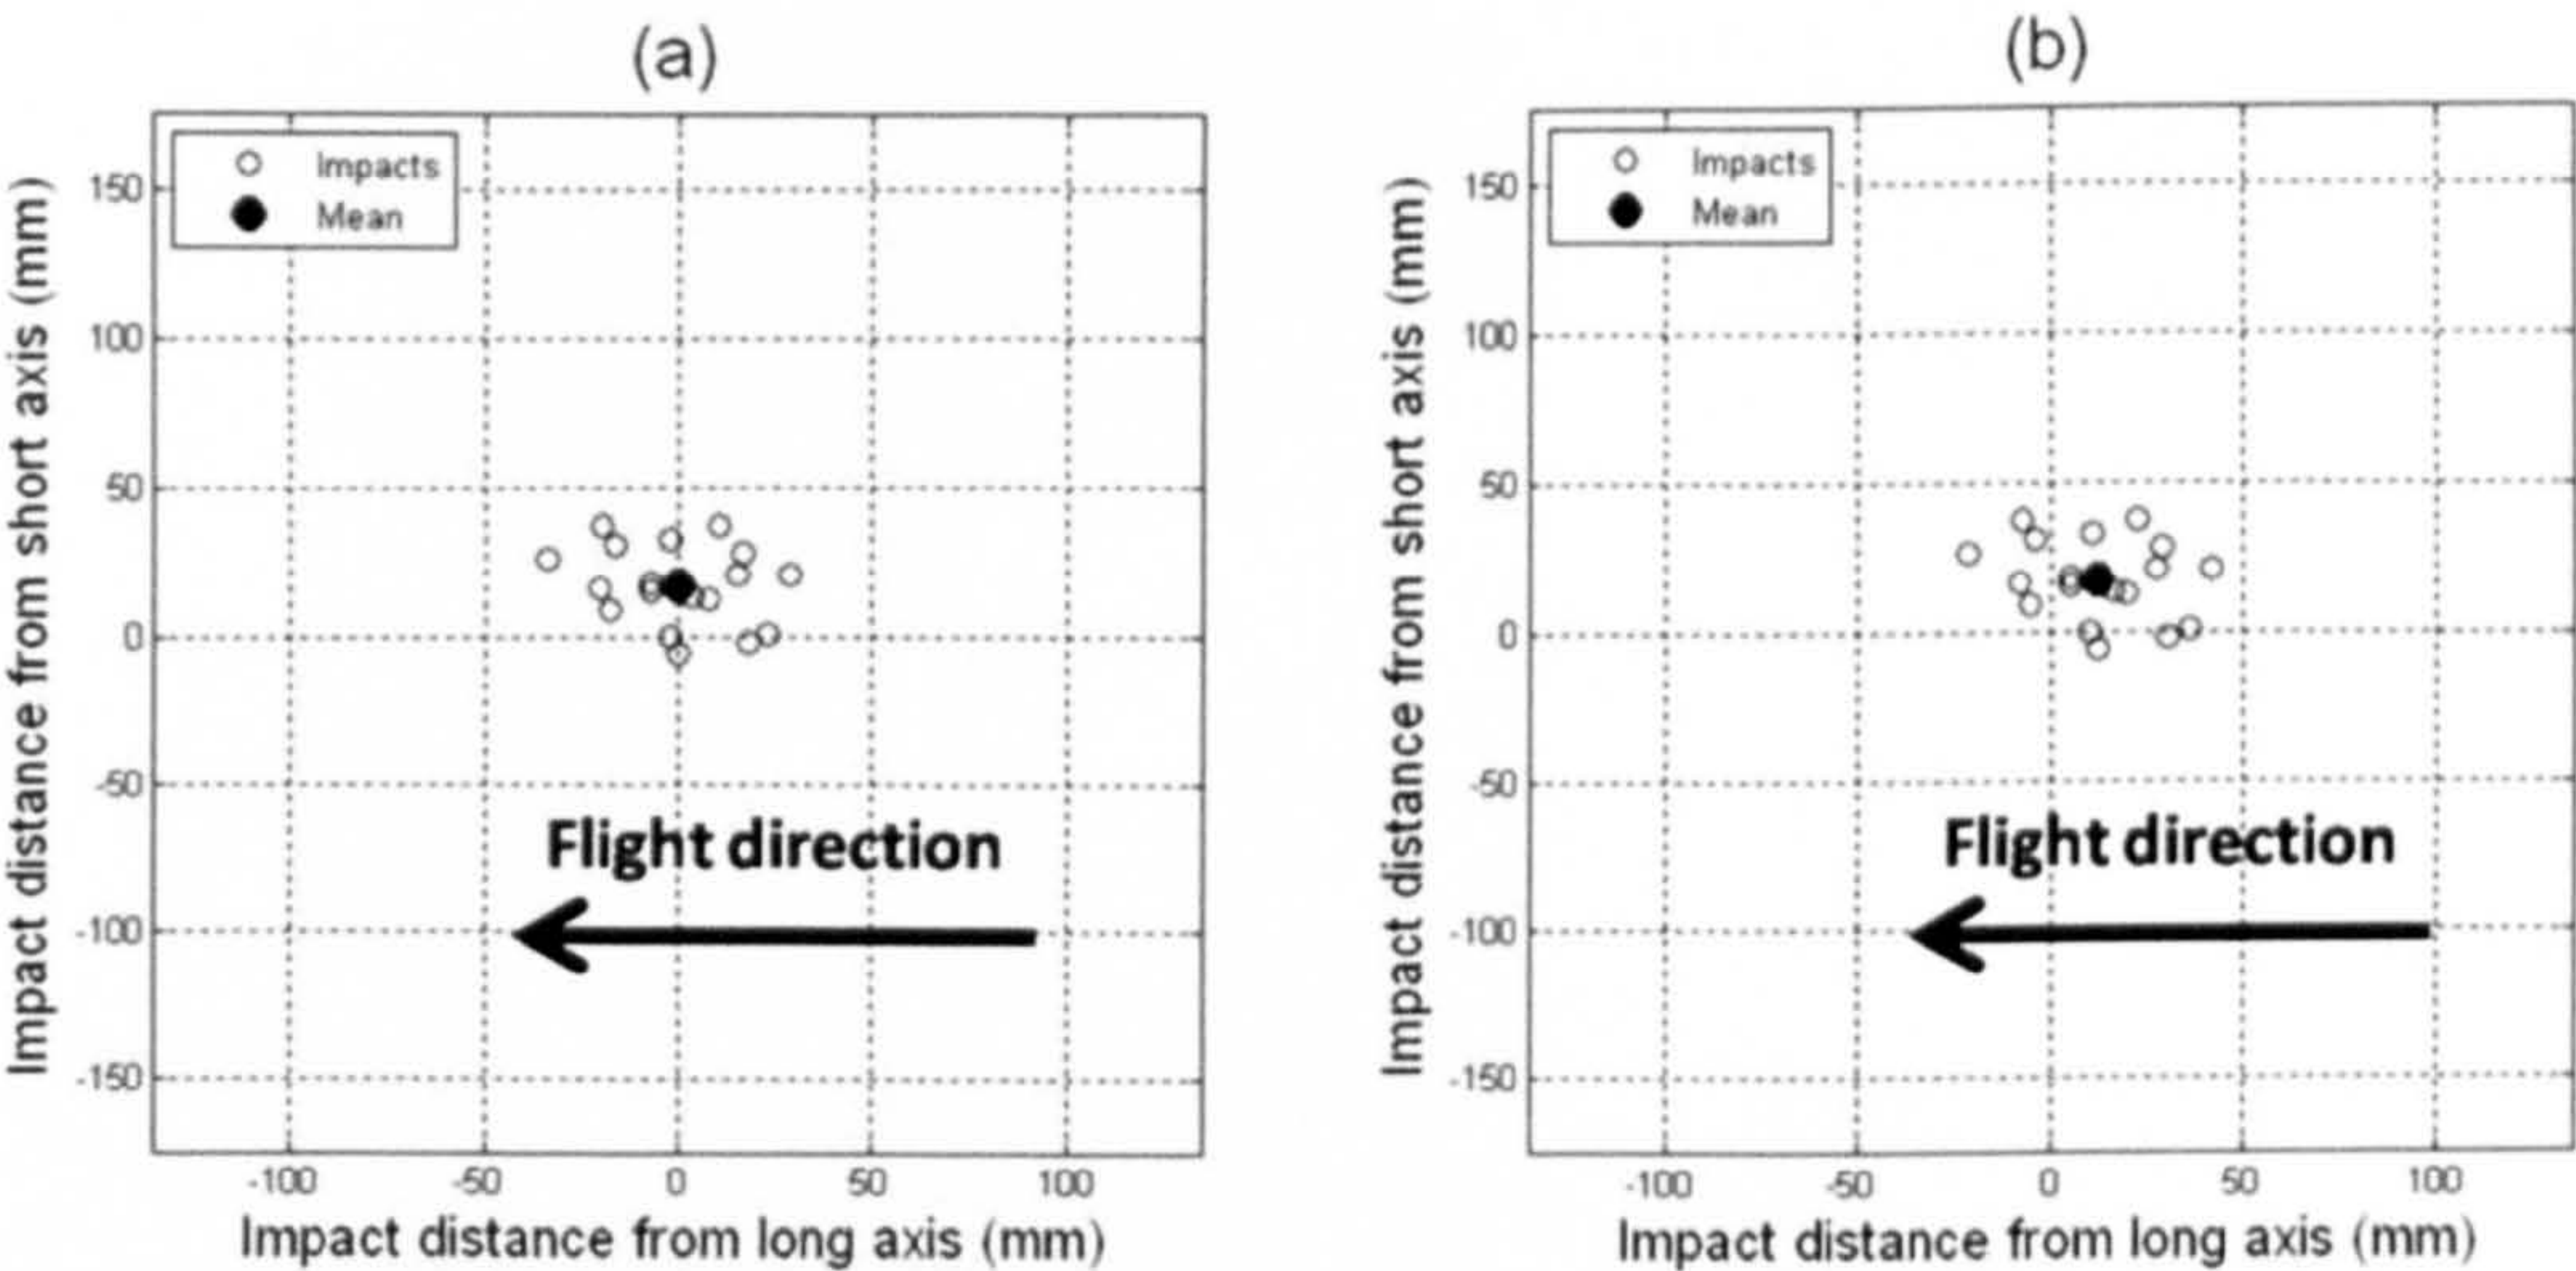 (a)
Impacts
Mean
150
100
50
0
-50
-100
-150
Impact distance from short axis (mm)
Flight direction
-100 -50 0 50 100
Impact distance from long axis (mm)
(b)
Impacts
Mean
150
100
50
0
-50
-100
-150
Impact distance from short axis (mm)
Flight direction
-100 -50 0 50 100
Impact distance from long axis (mm)